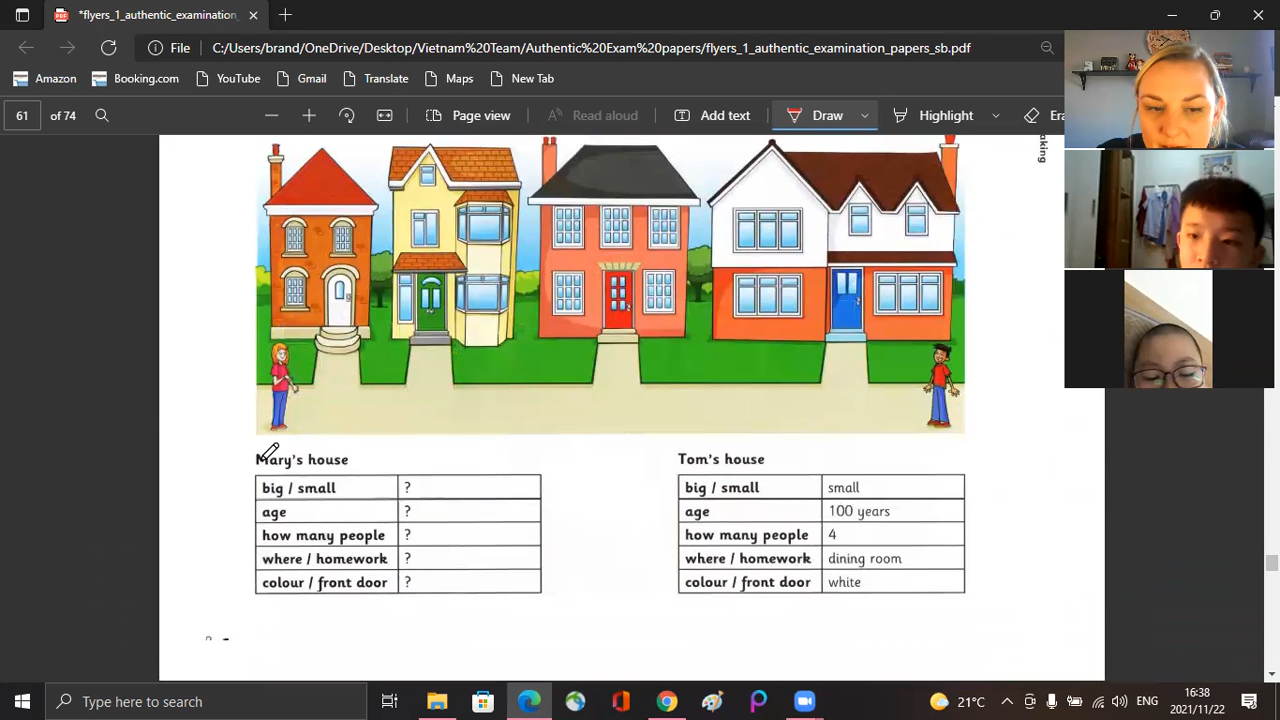 *flyers_1_authentic_examination_
File C:/Users/brand/OneDrive/Desktop/Vietnam%20Team/Authentic%20Exam%20papers/flyers_1_authentic_examination_papers_sb.pdf
Amazon Booking.com YouTube Gmail Translate Maps New Tab
61 of 74 Page view Read aloud Add text Draw Highlight Era
aking
Mary's house
big / small ?
age ?
how many people ?
where / homework ?
colour / front door ?
Tom's house
big / small small
age 100 years
how many people 4
where / homework dining room
colour / front door white
Type here to search
21°C ENG 16:38
2021/11/22